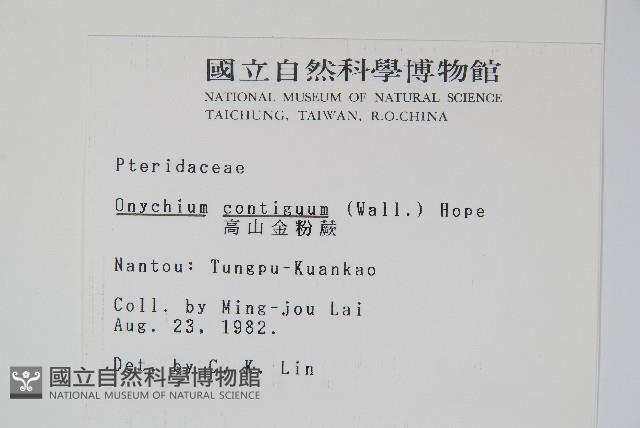 國立自然科學博物館
NATIONAL MUSEUM OF NATURAL SCIENCE
TAICHUNG, TAIWAN, R.O.CHINA
Pteridaceae
Onychium contiguum (Wall.) Hope
高山金粉蕨
Nantou: Tungpu-Kuankao
Coll. by Ming-jou Lai
Aug. 23, 1982.
Det. by C. K. Lin
國立自然科學博物館
NATIONAL MUSEUM OF NATURAL SCIENCE